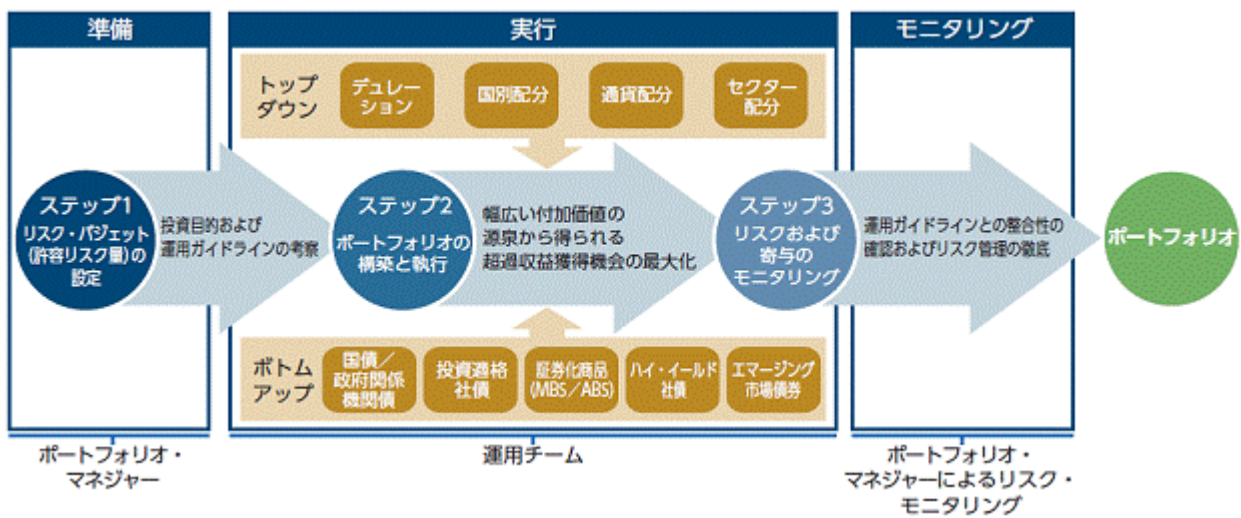 準備
実行
モニタリング
トップ
ダウン
デュレー
ション
国別配分
通貨配分
セクター
配分
ステップ1
リスク・バジェット
(許容リスク量)の
設定
投資目的および
運用ガイドラインの考察
ステップ2
ポートフォリオの
構築と執行
幅広い付加価値の
源泉から得られる
超過収益獲得機会の最大化
ステップ3
リスクおよび
寄与の
モニタリング
運用ガイドラインとの整合性の
確認およびリスク管理の徹底
ポートフォリオ
ボトム
アップ
国債／
政府関係
機関債
投資適格
社債
証券化商品
(MBS／ABS)
ハイ・イールド
社債
エマージング
市場債券
ポートフォリオ・
マネジャー
運用チーム
ポートフォリオ・
マネジャーによるリスク・
モニタリング